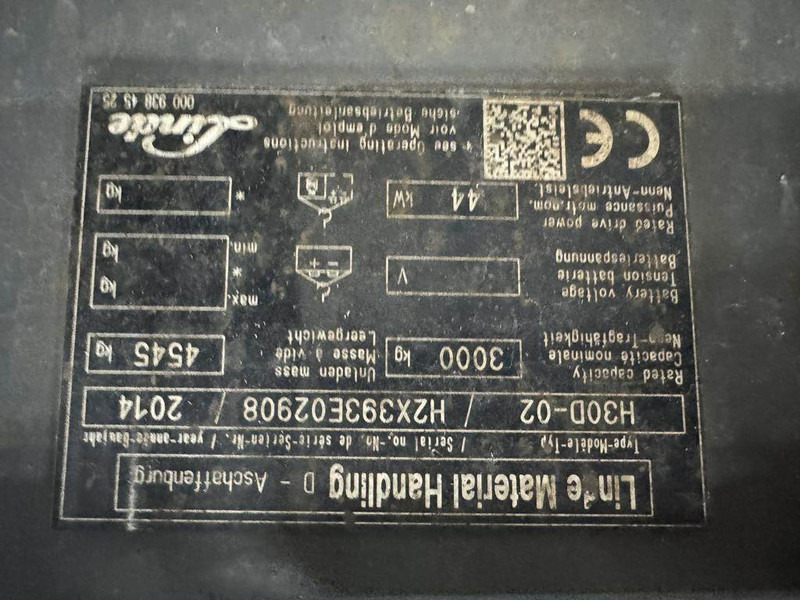 Linde Material Handling D - Aschaffenburg
Type-Modèle-Typ / Serial no.-No. de série-Serien-Nr. / year-année-Baujahr
H30D-02 / H2X393E02908 / 2014
Rated capacity
Capacité nominale
Nenn-Tragfähigkeit
3000 kg
Unladen mass
Masse à vide
Leergewicht
4545 kg
Battery voltage
Tension batterie
Batteriespannung
V
- +
max. kg
*
min. kg
Rated drive power
Puissance motr.nom.
Nenn-Antriebsleist.
44 kW
* kg
CE
* see Operating Instructions
voir Mode d'emploi
siehe Betriebsanleitung
Linde
000 938 45 25